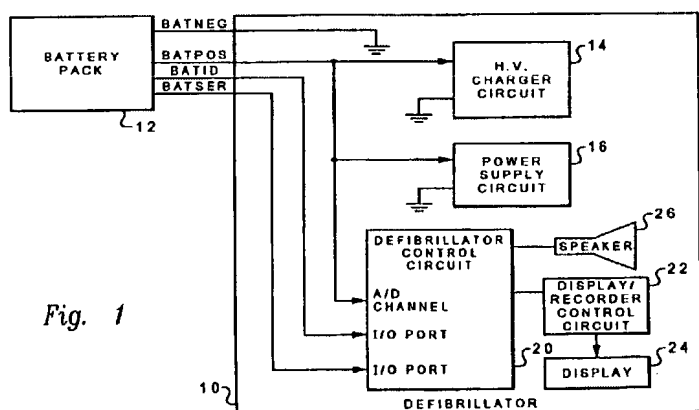 BATNEG
BATTERY
PACK
BATPOS
BATID
BATSER
12
H.V.
CHARGER
CIRCUIT
14
POWER
SUPPLY
CIRCUIT
16
DEFIBRILLATOR
CONTROL
CIRCUIT
A/D
CHANNEL
I/O PORT
I/O PORT
20
SPEAKER
26
DISPLAY/
RECORDER
CONTROL
CIRCUIT
22
DISPLAY
24
Fig. 1
10
DEFIBRILLATOR